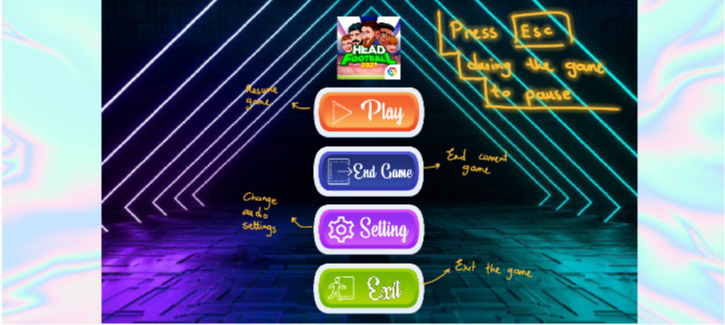 HEAD
FOOTBALL
Press Esc
during the game
to pause
Resume
game
Play
End Game
End current
game
Change
audio
settings
Setting
Exit
Exit the game